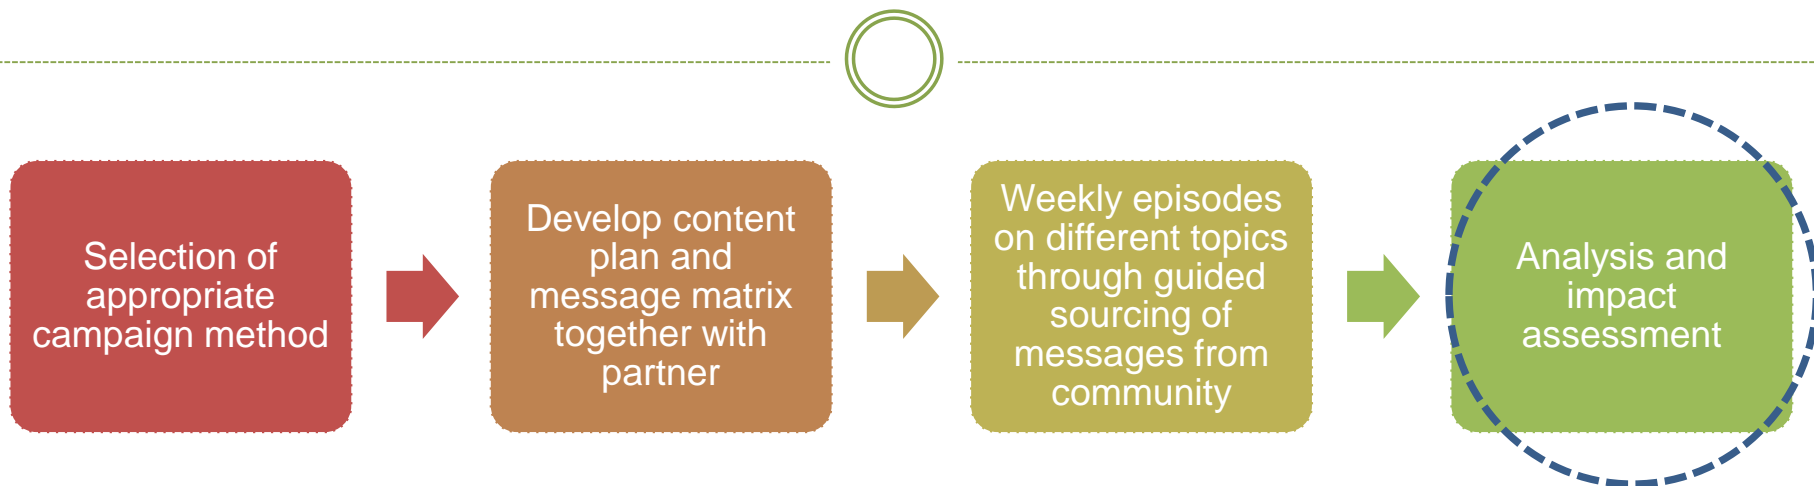 Selection of
appropriate
campaign method
Develop content
plan and
message matrix
together with
partner
Weekly episodes
on different topics
through guided
sourcing of
messages from
community
Analysis and
impact
assessment